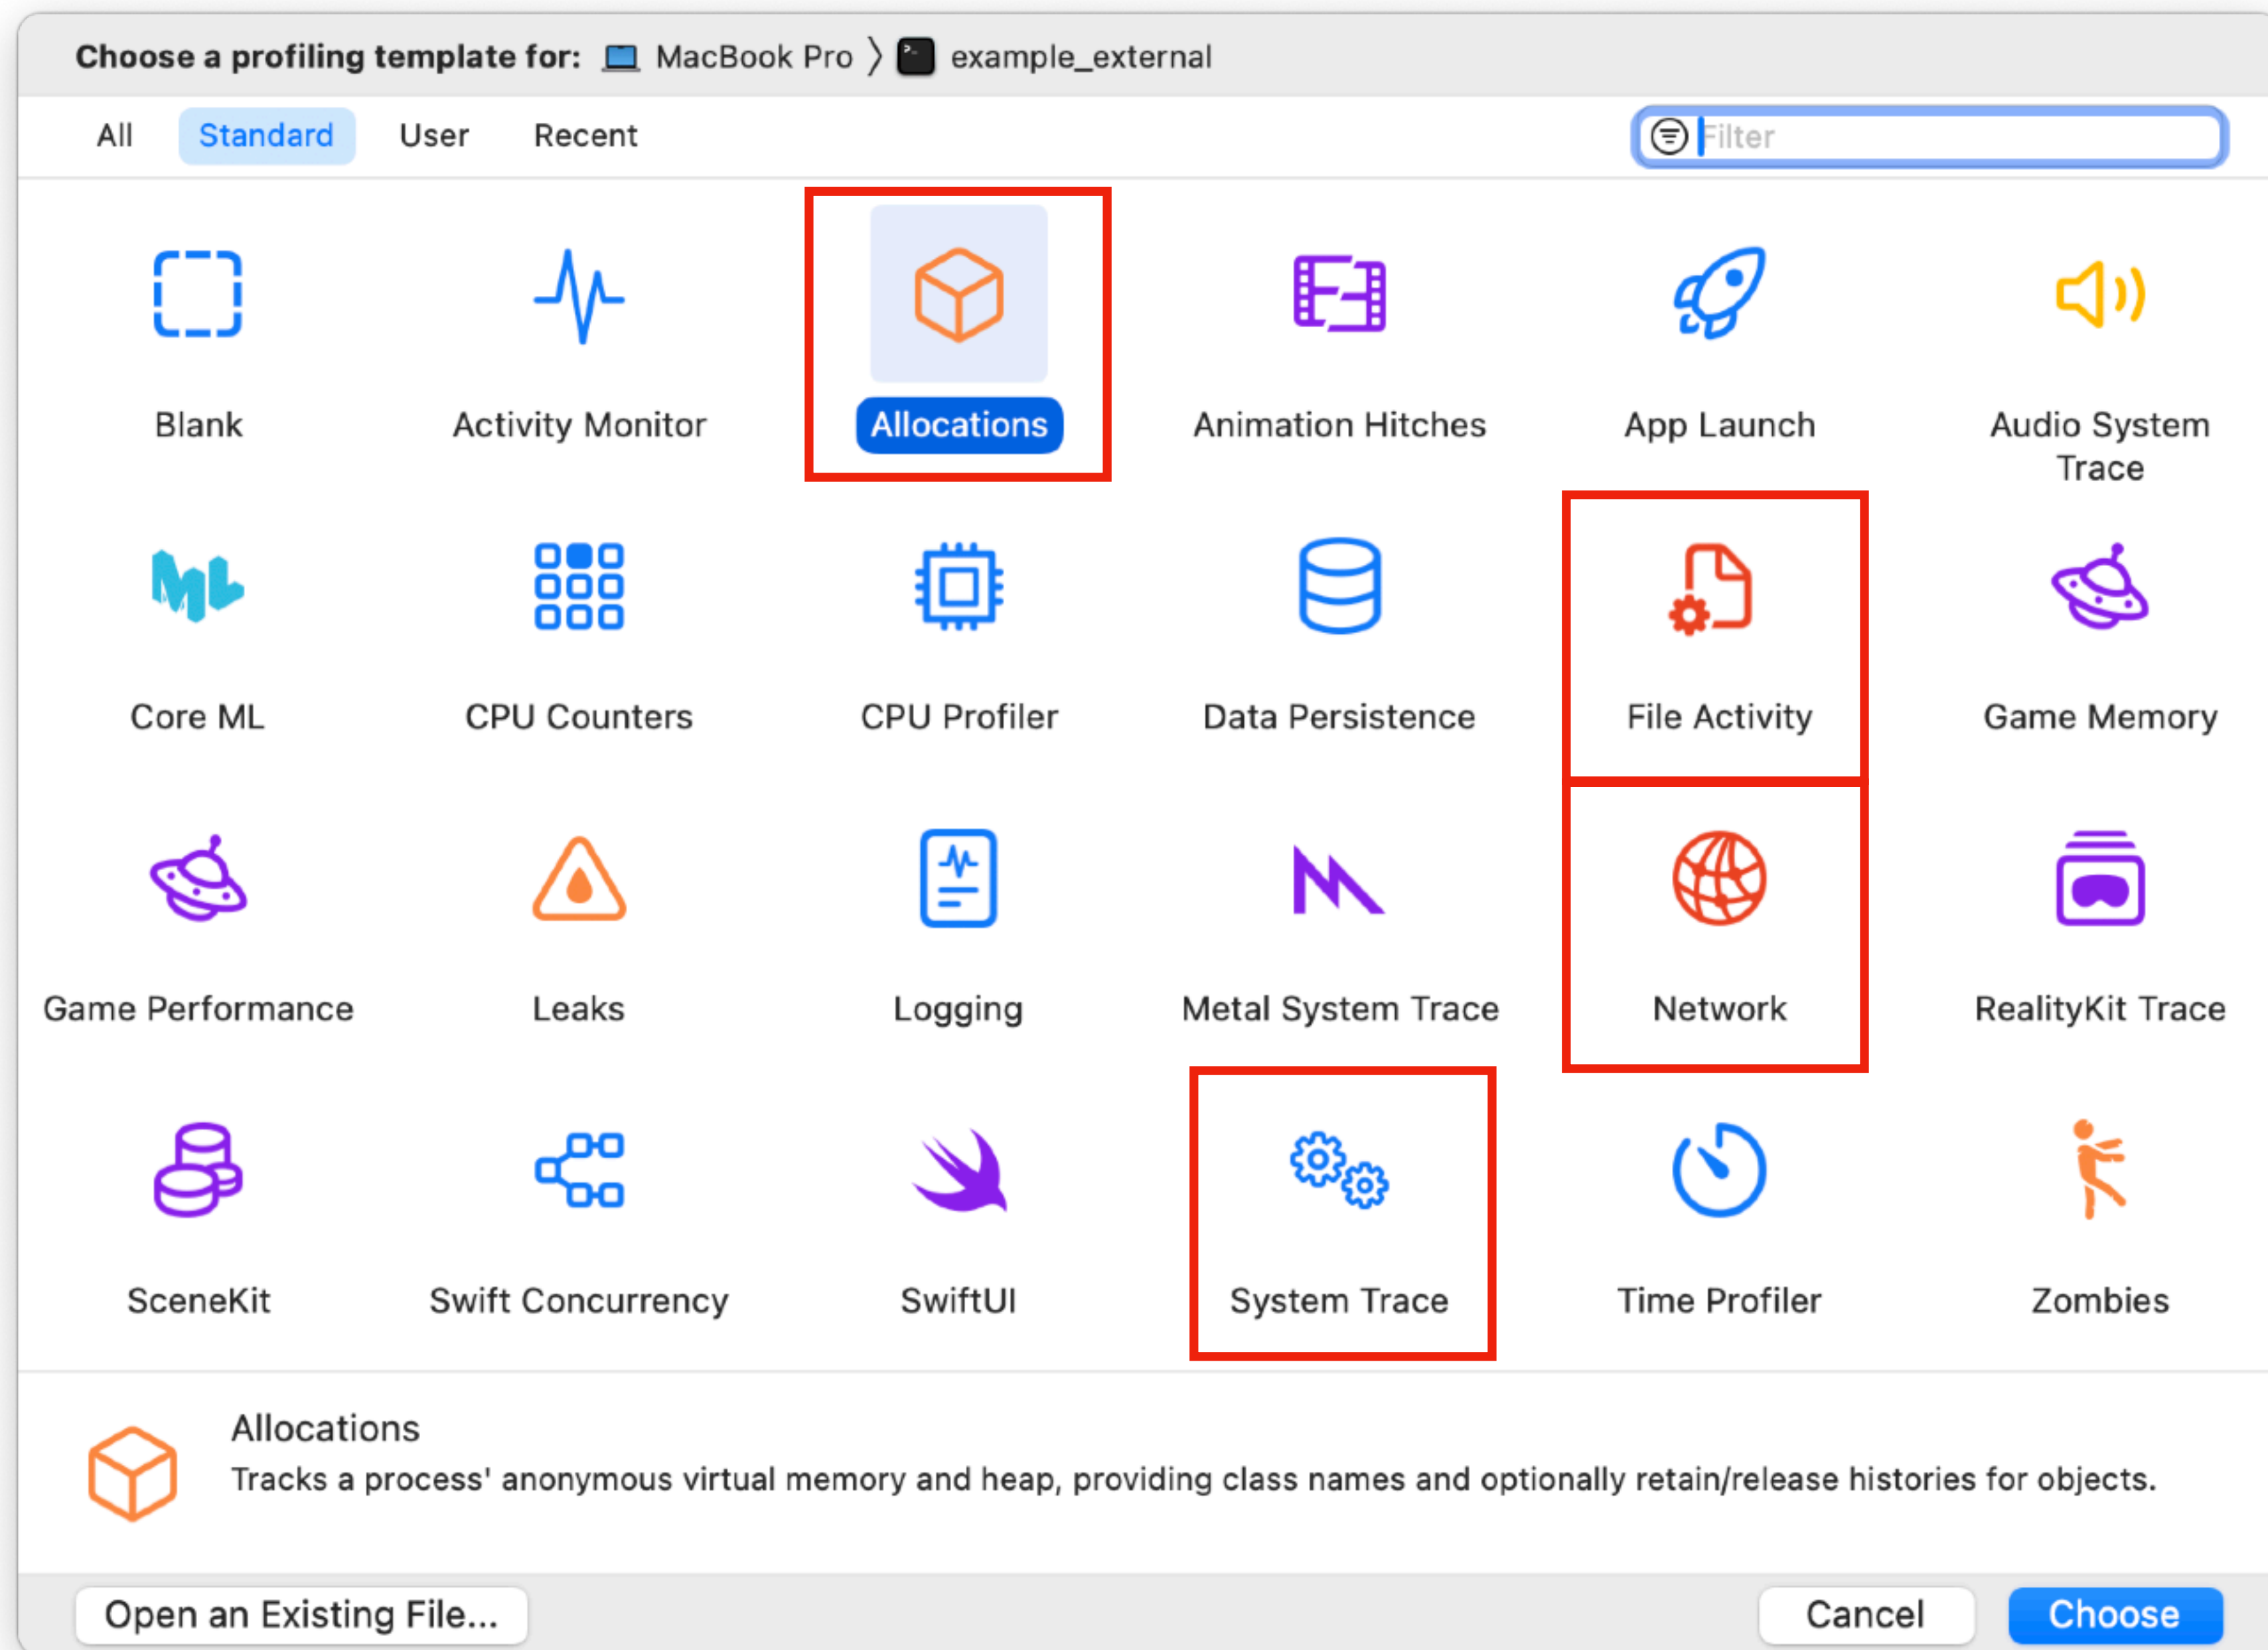 Choose a profiling template for: MacBook Pro 〉 example_external
All Standard User Recent Filter
Blank Activity Monitor Allocations Animation Hitches App Launch Audio System
Trace
ML
Core ML CPU Counters CPU Profiler Data Persistence File Activity Game Memory
Game Performance Leaks Logging Metal System Trace Network RealityKit Trace
SceneKit Swift Concurrency SwiftUI System Trace Time Profiler Zombies
Allocations
Tracks a process' anonymous virtual memory and heap, providing class names and optionally retain/release histories for objects.
Open an Existing File... Cancel Choose